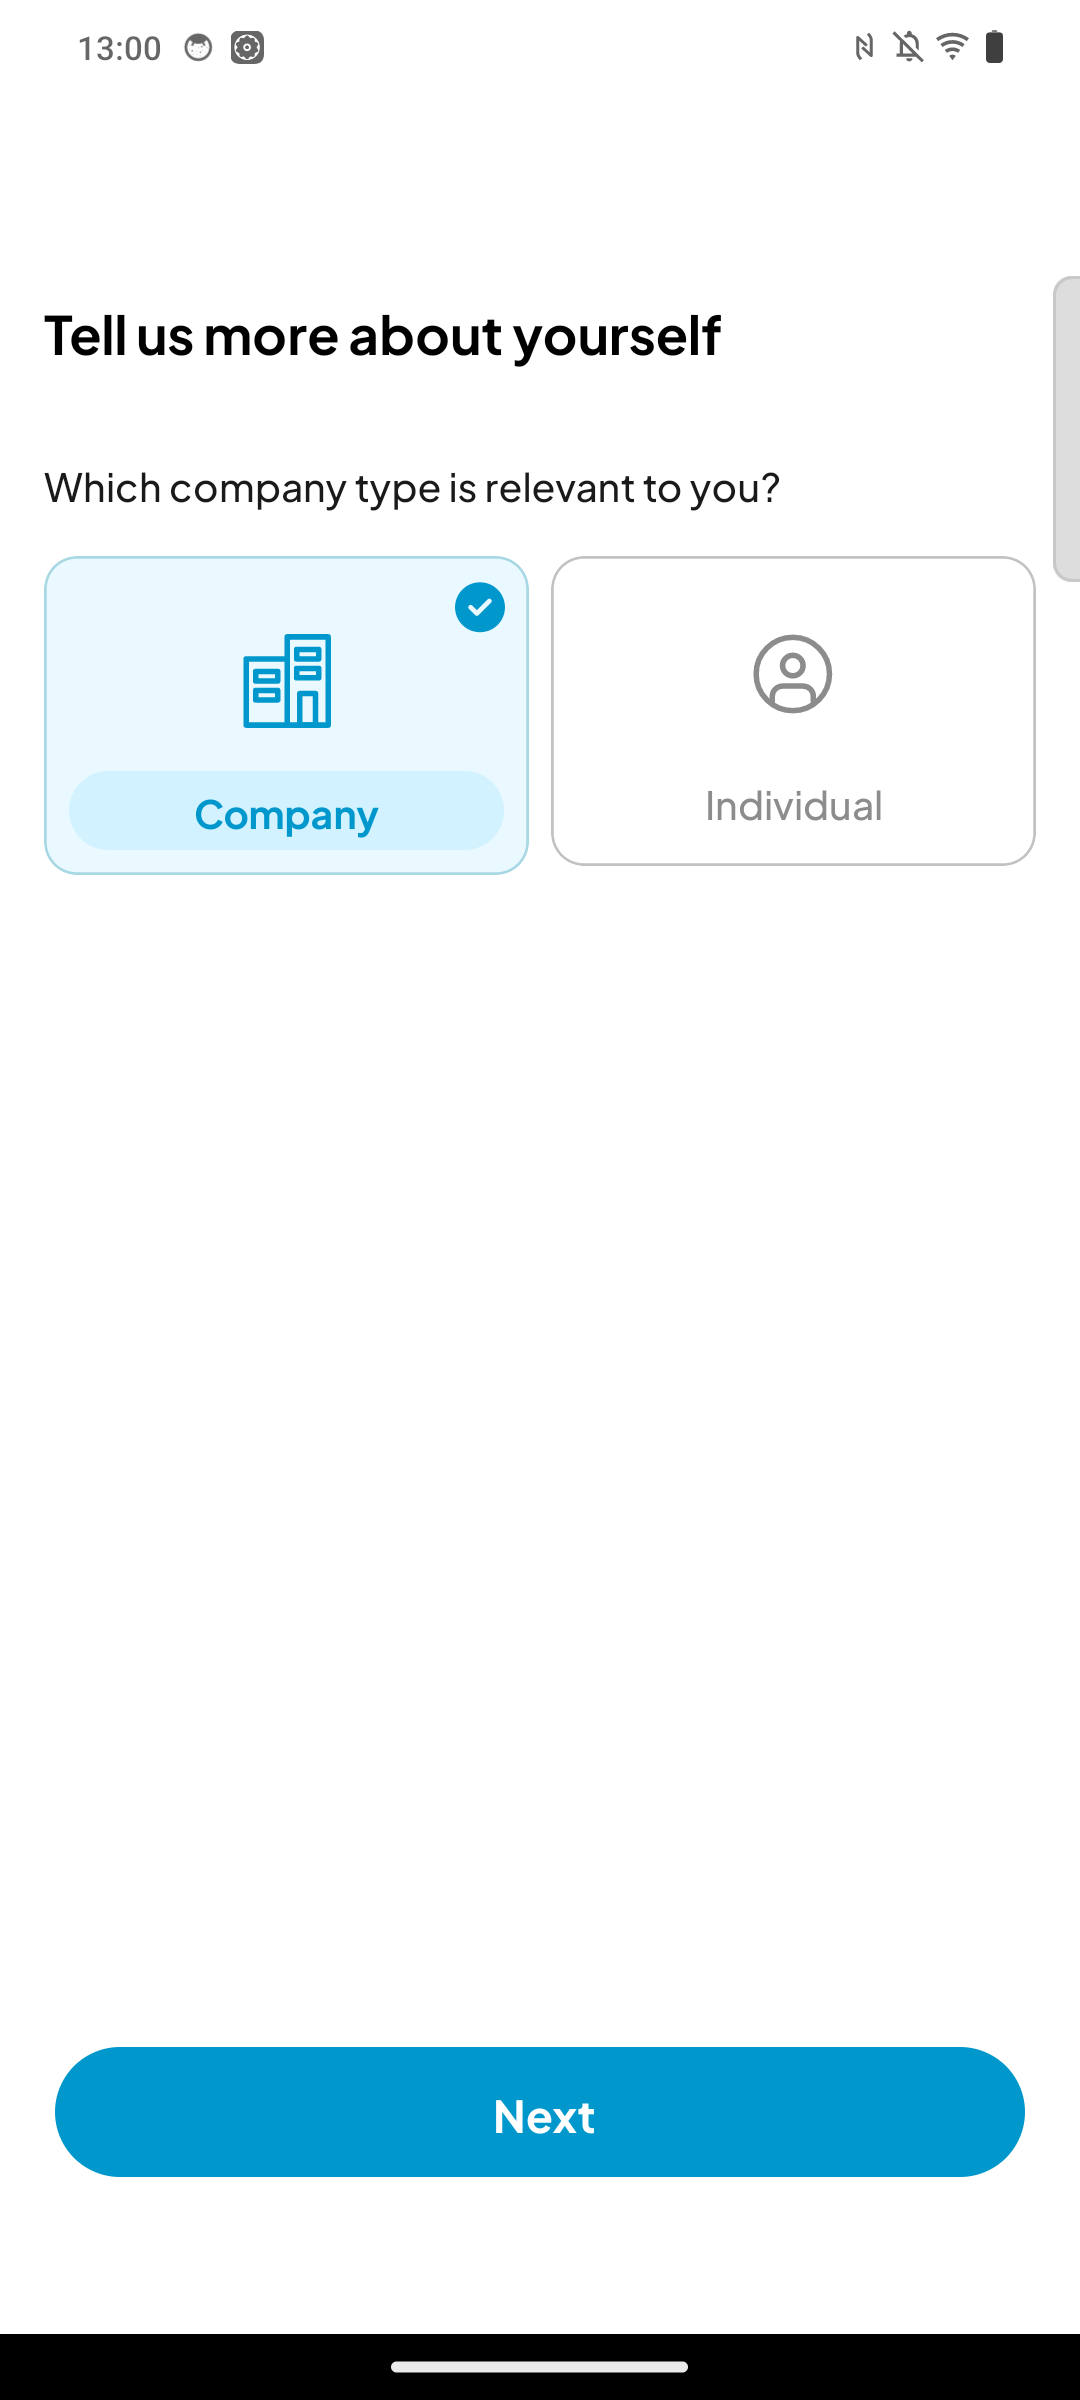 13:00
Tell us more about yourself
Which company type is relevant to you?
Company
Individual
Next